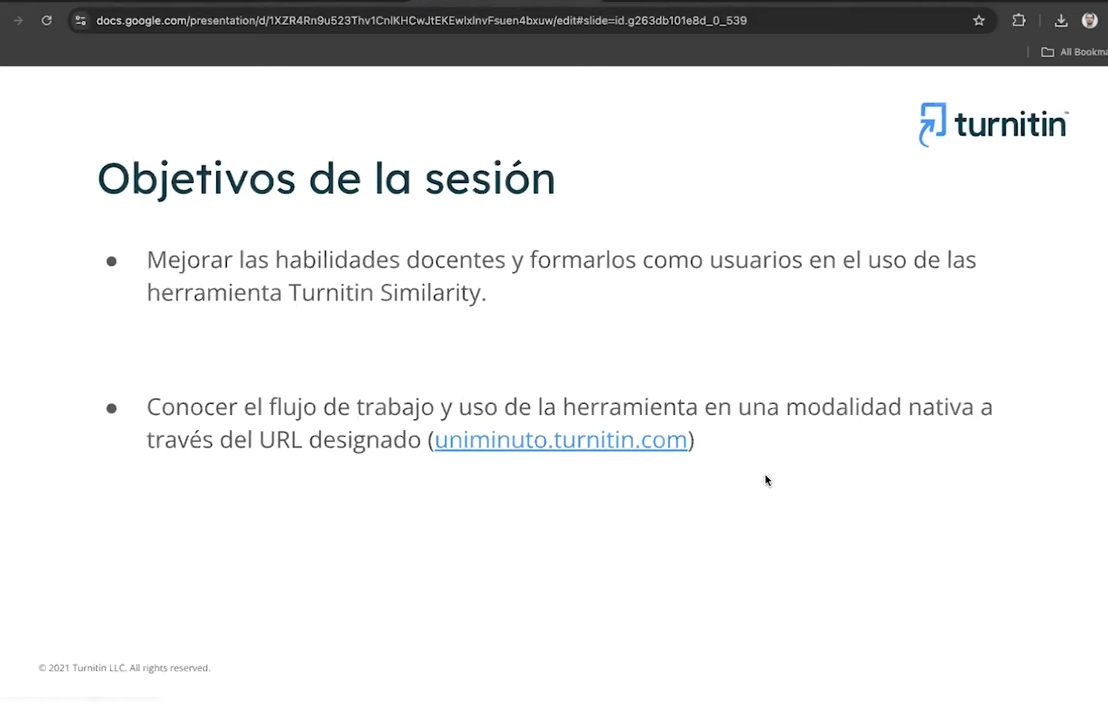 docs.google.com/presentation/d/1XZR4Rn9u523Thv1CnlKHCwJtEKEwlxlnvFsuen4bxuw/edit#slide=id.g263db101e8d_0_539
All Bookma
turnitin™
Objetivos de la sesión
● Mejorar las habilidades docentes y formarlos como usuarios en el uso de las
herramienta Turnitin Similarity.
● Conocer el flujo de trabajo y uso de la herramienta en una modalidad nativa a
través del URL designado (uniminuto.turnitin.com)
© 2021 Turnitin LLC. All rights reserved.